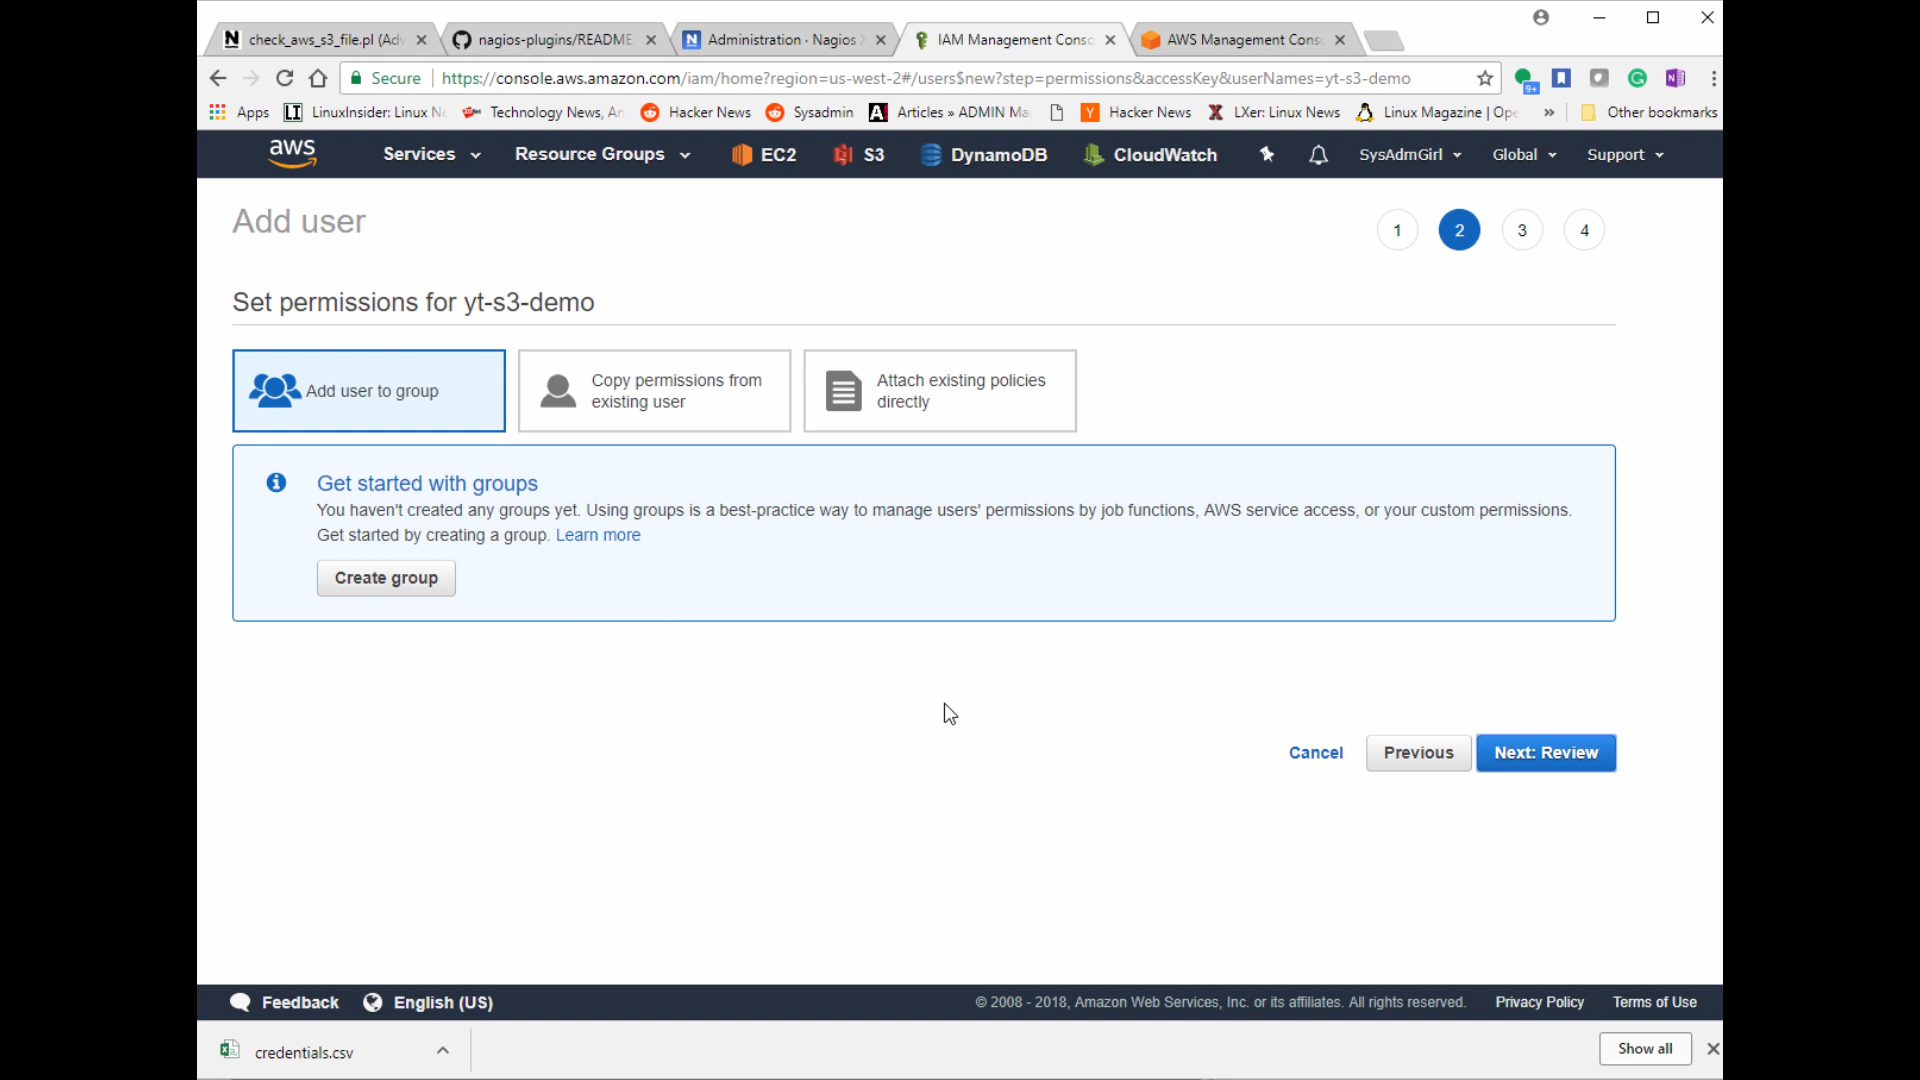 check_aws_s3_file.pl (Adv
nagios-plugins/README.
Administration · Nagios X
IAM Management Conso
AWS Management Cons
Secure
https://console.aws.amazon.com/iam/home?region=us-west-2#/users$new?step=permissions&accessKey&userNames=yt-s3-demo
9+
Apps
LinuxInsider: Linux Ne
Technology News, An
Hacker News
Sysadmin
Articles » ADMIN Ma
Hacker News
LXer: Linux News
Linux Magazine | Ope
»
Other bookmarks
aws
Services
Resource Groups
EC2
S3
DynamoDB
CloudWatch
SysAdmGirl
Global
Support
Add user
1
2
3
4
Set permissions for yt-s3-demo
Add user to group
Copy permissions from
existing user
Attach existing policies
directly
Get started with groups
You haven't created any groups yet. Using groups is a best-practice way to manage users' permissions by job functions, AWS service access, or your custom permissions.
Get started by creating a group. Learn more
Create group
Cancel
Previous
Next: Review
Feedback
English (US)
© 2008 - 2018, Amazon Web Services, Inc. or its affiliates. All rights reserved.
Privacy Policy
Terms of Use
credentials.csv
Show all